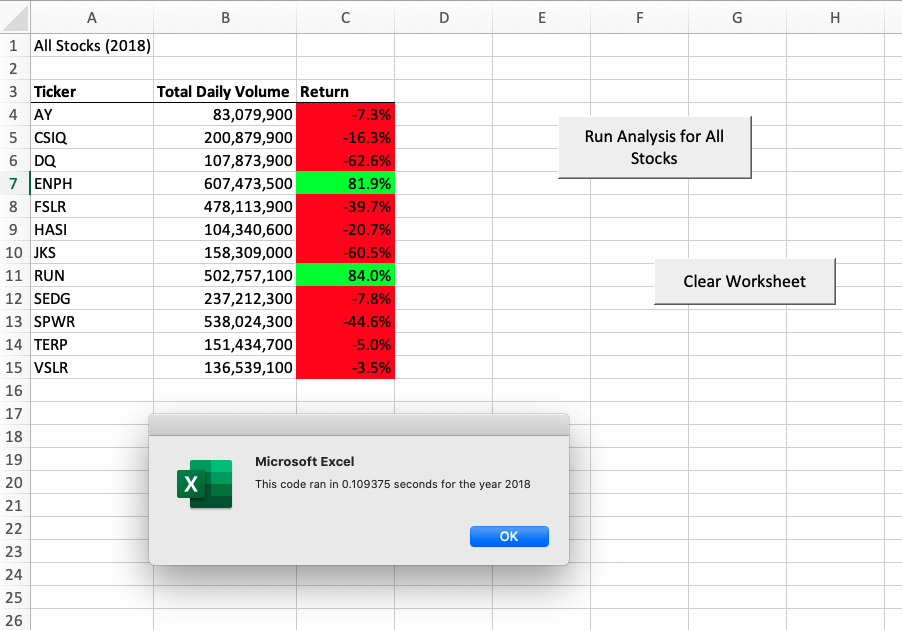 A B C D E F G H
1 All Stocks (2018)
2
3 Ticker Total Daily Volume Return
4 AY 83,079,900 -7.3%
5 CSIQ 200,879,900 -16.3%
6 DQ 107,873,900 -62.6%
7 ENPH 607,473,500 81.9%
8 FSLR 478,113,900 -39.7%
9 HASI 104,340,600 -20.7%
10 JKS 158,309,000 -60.5%
11 RUN 502,757,100 84.0%
12 SEDG 237,212,300 -7.8%
13 SPWR 538,024,300 -44.6%
14 TERP 151,434,700 -5.0%
15 VSLR 136,539,100 -3.5%
16
17
18
19
20
21
22
23
24
25
26
Run Analysis for All
Stocks
Clear Worksheet
X
Microsoft Excel
This code ran in 0.109375 seconds for the year 2018
OK